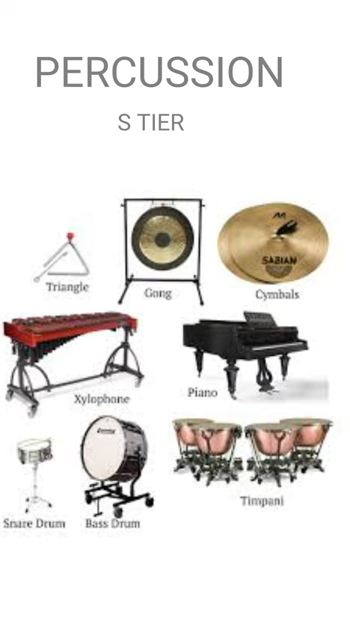 PERCUSSION
S TIER
Triangle
Gong
SABIAN
Cymbals
Xylophone
Piano
Snare Drum
Bass Drum
Timpani